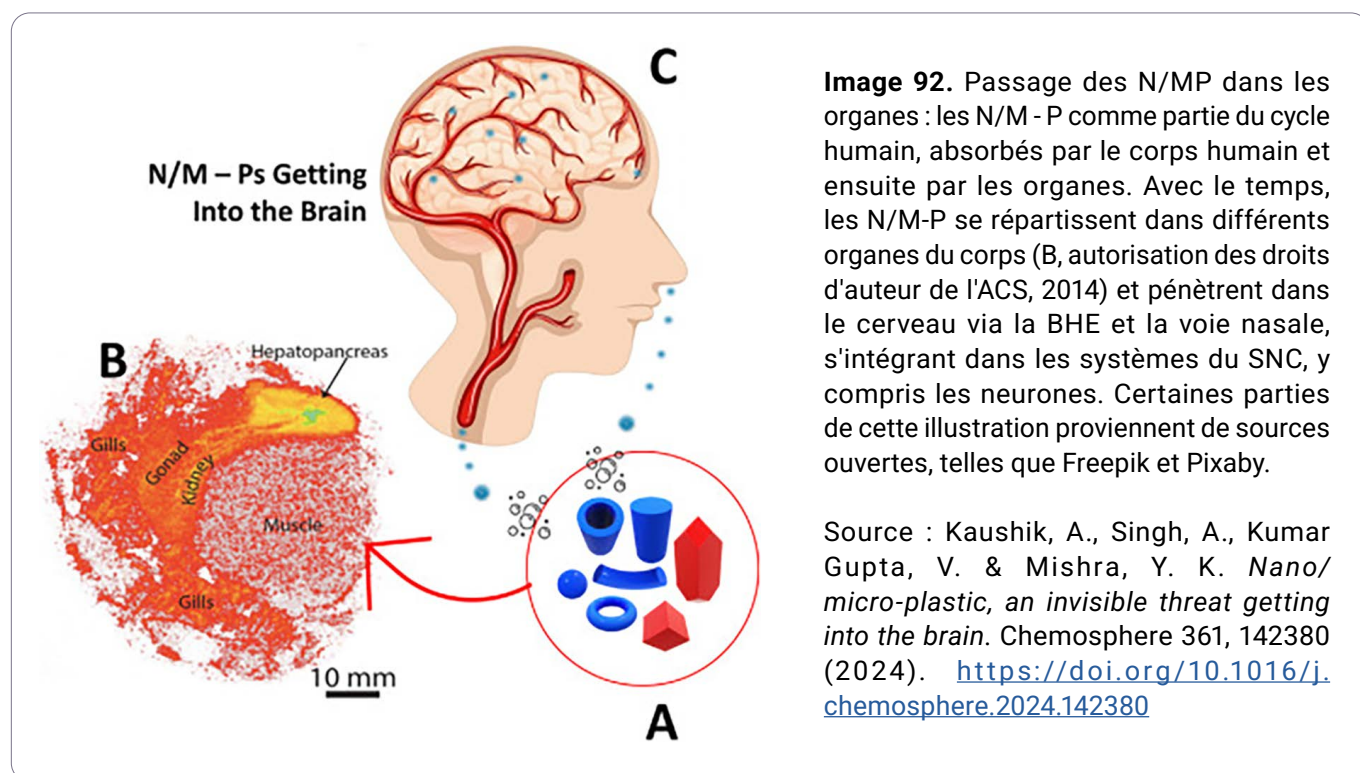 C
N/M – Ps Getting
Into the Brain
B
Hepatopancreas
Gills
Gonad
Kidney
Muscle
Gills
10 mm
A
Image 92. Passage des N/MP dans les
organes : les N/M - P comme partie du cycle
humain, absorbés par le corps humain et
ensuite par les organes. Avec le temps,
les N/M-P se répartissent dans différents
organes du corps (B, autorisation des droits
d'auteur de l'ACS, 2014) et pénètrent dans
le cerveau via la BHE et la voie nasale,
s'intégrant dans les systèmes du SNC, y
compris les neurones. Certaines parties
de cette illustration proviennent de sources
ouvertes, telles que Freepik et Pixaby.
Source : Kaushik, A., Singh, A., Kumar
Gupta, V. & Mishra, Y. K. Nano/
micro-plastic, an invisible threat getting
into the brain. Chemosphere 361, 142380
(2024). https://doi.org/10.1016/j.
chemosphere.2024.142380